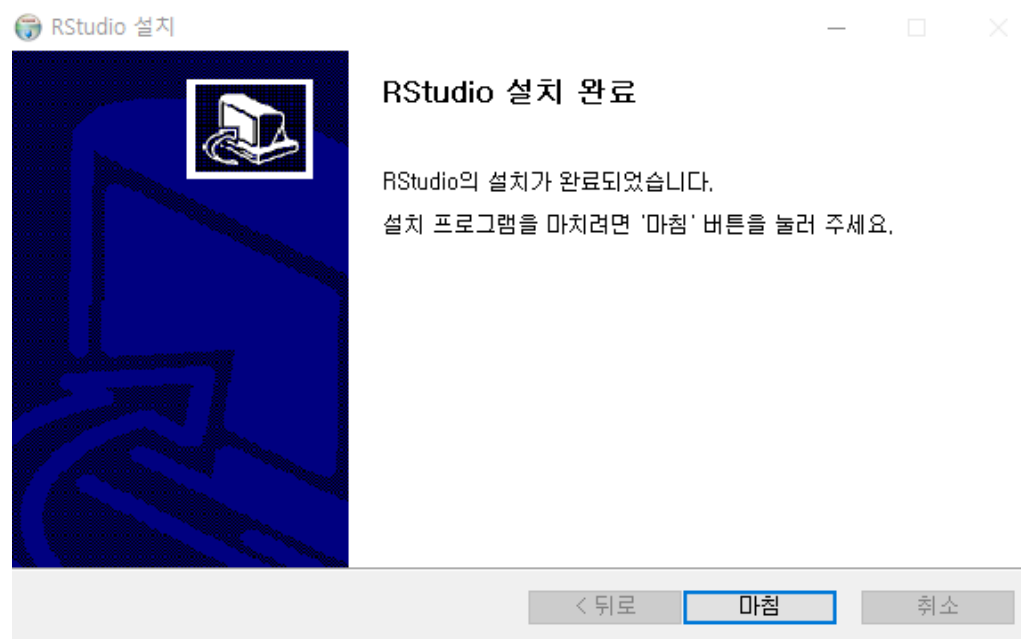 RStudio 설치
RStudio 설치 완료
RStudio의 설치가 완료되었습니다.
설치 프로그램을 마치려면 '마침' 버튼을 눌러 주세요.
< 뒤로
마침
취소